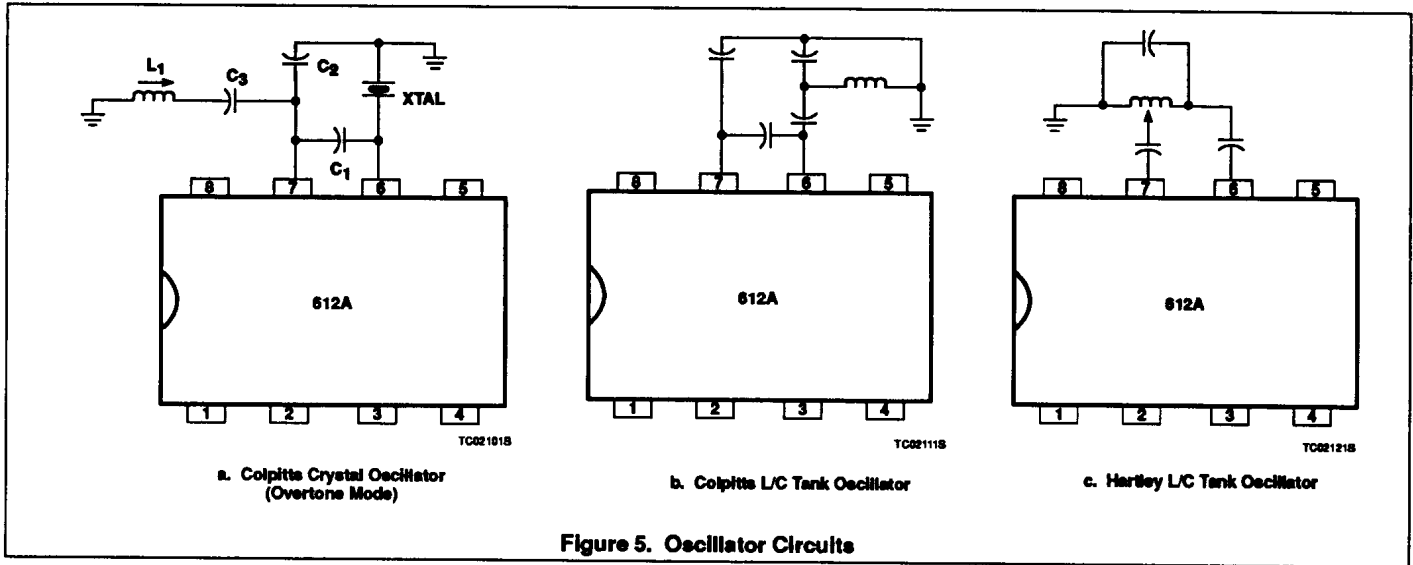 L1
C3
C2
XTAL
C1
8 7 6 5
612A
1 2 3 4
TC02101S
a. Colpitts Crystal Oscillator
(Overtone Mode)
8 7 6 5
612A
1 2 3 4
TC02111S
b. Colpitts L/C Tank Oscillator
8 7 6 5
612A
1 2 3 4
TC02121S
c. Hartley L/C Tank Oscillator
Figure 5. Oscillator Circuits